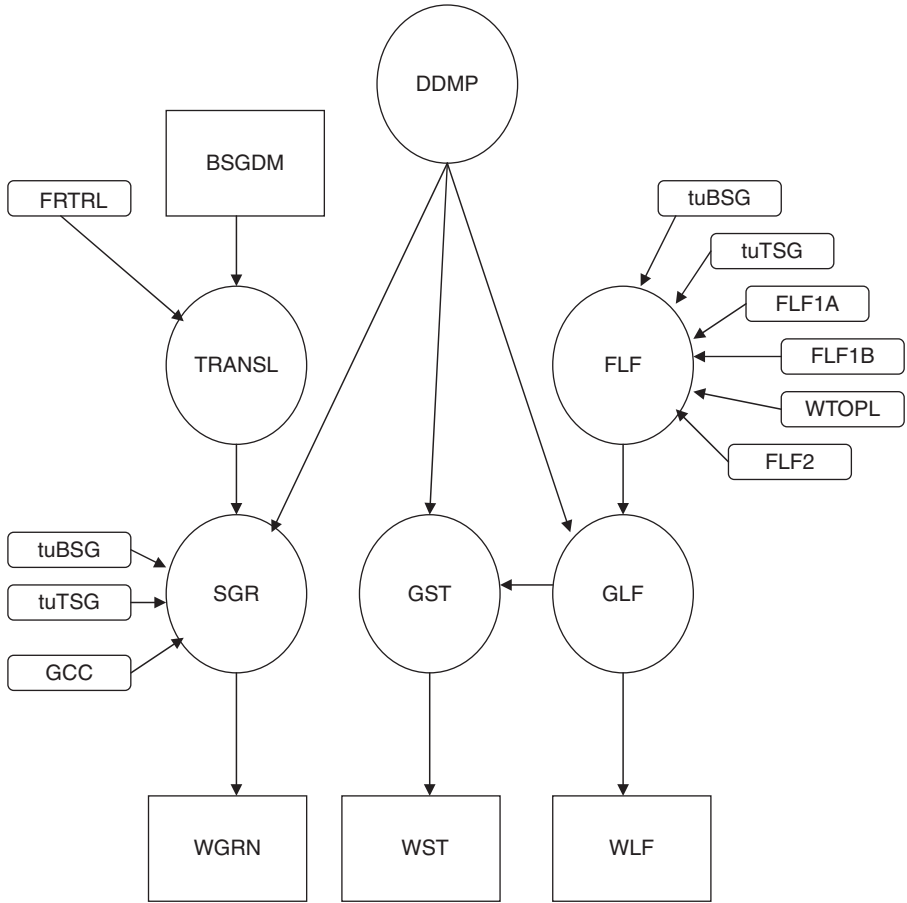 DDMP
BSGDM
FRTRL
tuBSG
tuTSG
FLF1A
TRANSL
FLF
FLF1B
WTOPL
FLF2
tuBSG
tuTSG
SGR
GST
GLF
GCC
WGRN
WST
WLF